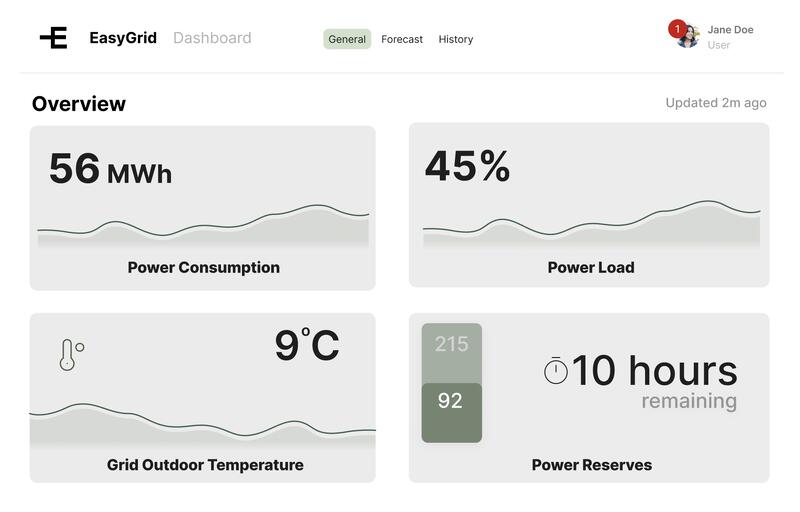 EasyGrid Dashboard
General Forecast History
1
Jane Doe
User
Overview
Updated 2m ago
56 MWh
Power Consumption
45%
Power Load
9°C
Grid Outdoor Temperature
215
92
10 hours
remaining
Power Reserves